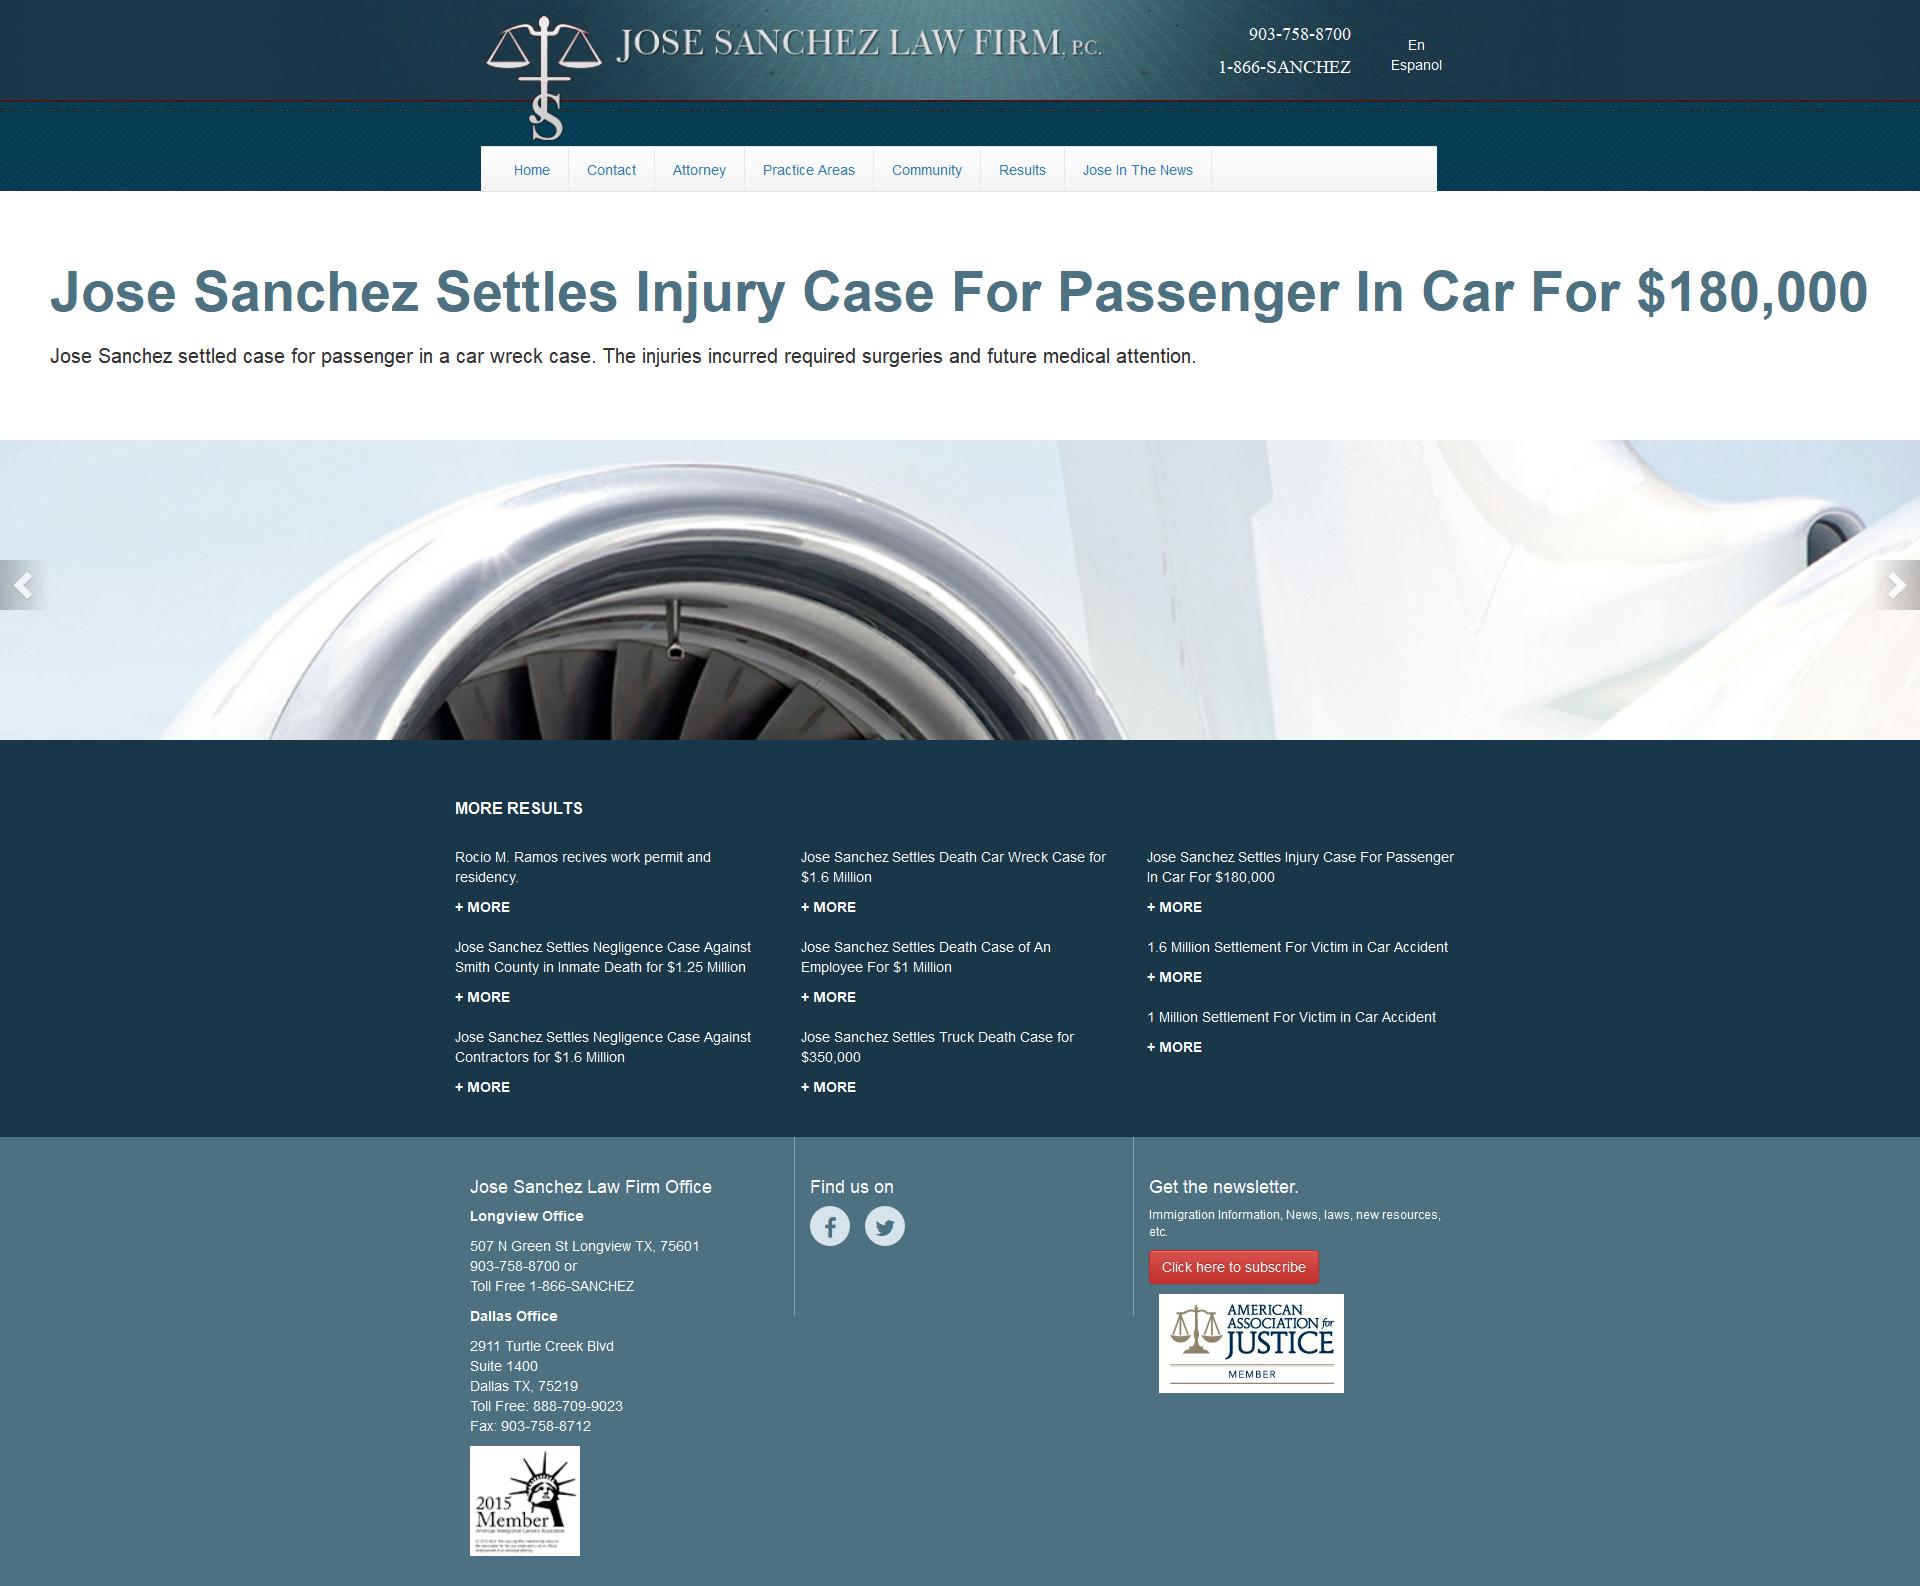 JOSE SANCHEZ LAW FIRM, P.C.
903-758-8700
1-866-SANCHEZ
En
Espanol
JS
Home
Contact
Attorney
Practice Areas
Community
Results
Jose In The News
Jose Sanchez Settles Injury Case For Passenger In Car For $180,000
Jose Sanchez settled case for passenger in a car wreck case. The injuries incurred required surgeries and future medical attention.
MORE RESULTS
Rocio M. Ramos recives work permit and
residency.
+ MORE
Jose Sanchez Settles Negligence Case Against
Smith County in Inmate Death for $1.25 Million
+ MORE
Jose Sanchez Settles Negligence Case Against
Contractors for $1.6 Million
+ MORE
Jose Sanchez Settles Death Car Wreck Case for
$1.6 Million
+ MORE
Jose Sanchez Settles Death Case of An
Employee For $1 Million
+ MORE
Jose Sanchez Settles Truck Death Case for
$350,000
+ MORE
Jose Sanchez Settles Injury Case For Passenger
In Car For $180,000
+ MORE
1.6 Million Settlement For Victim in Car Accident
+ MORE
1 Million Settlement For Victim in Car Accident
+ MORE
Jose Sanchez Law Firm Office
Longview Office
507 N Green St Longview TX, 75601
903-758-8700 or
Toll Free 1-866-SANCHEZ
Dallas Office
2911 Turtle Creek Blvd
Suite 1400
Dallas TX, 75219
Toll Free: 888-709-9023
Fax: 903-758-8712
2015
Member
American Immigration Lawyers Association
Find us on
Get the newsletter.
Immigration Information, News, laws, new resources,
etc.
Click here to subscribe
AMERICAN
ASSOCIATION for
JUSTICE
MEMBER